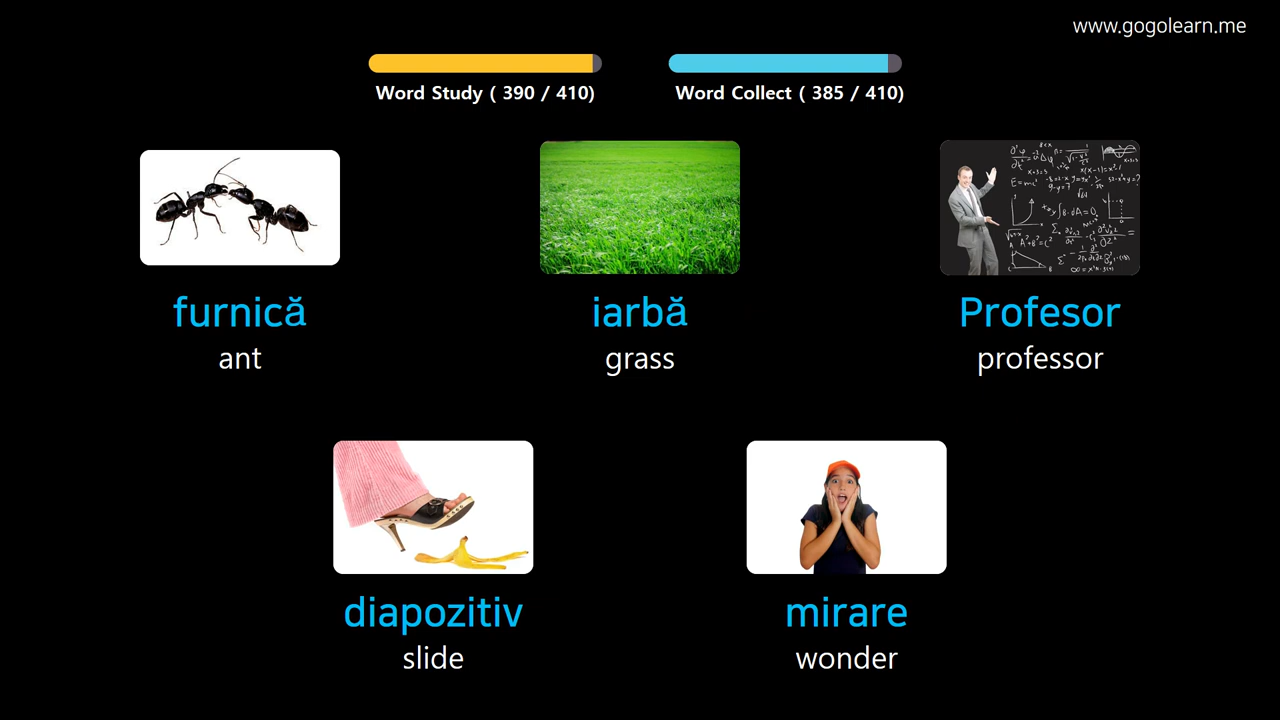 www.gogolearn.me
Word Study ( 390 / 410)
Word Collect ( 385 / 410)
furnică
ant
iarbă
grass
Profesor
professor
diapozitiv
slide
mirare
wonder